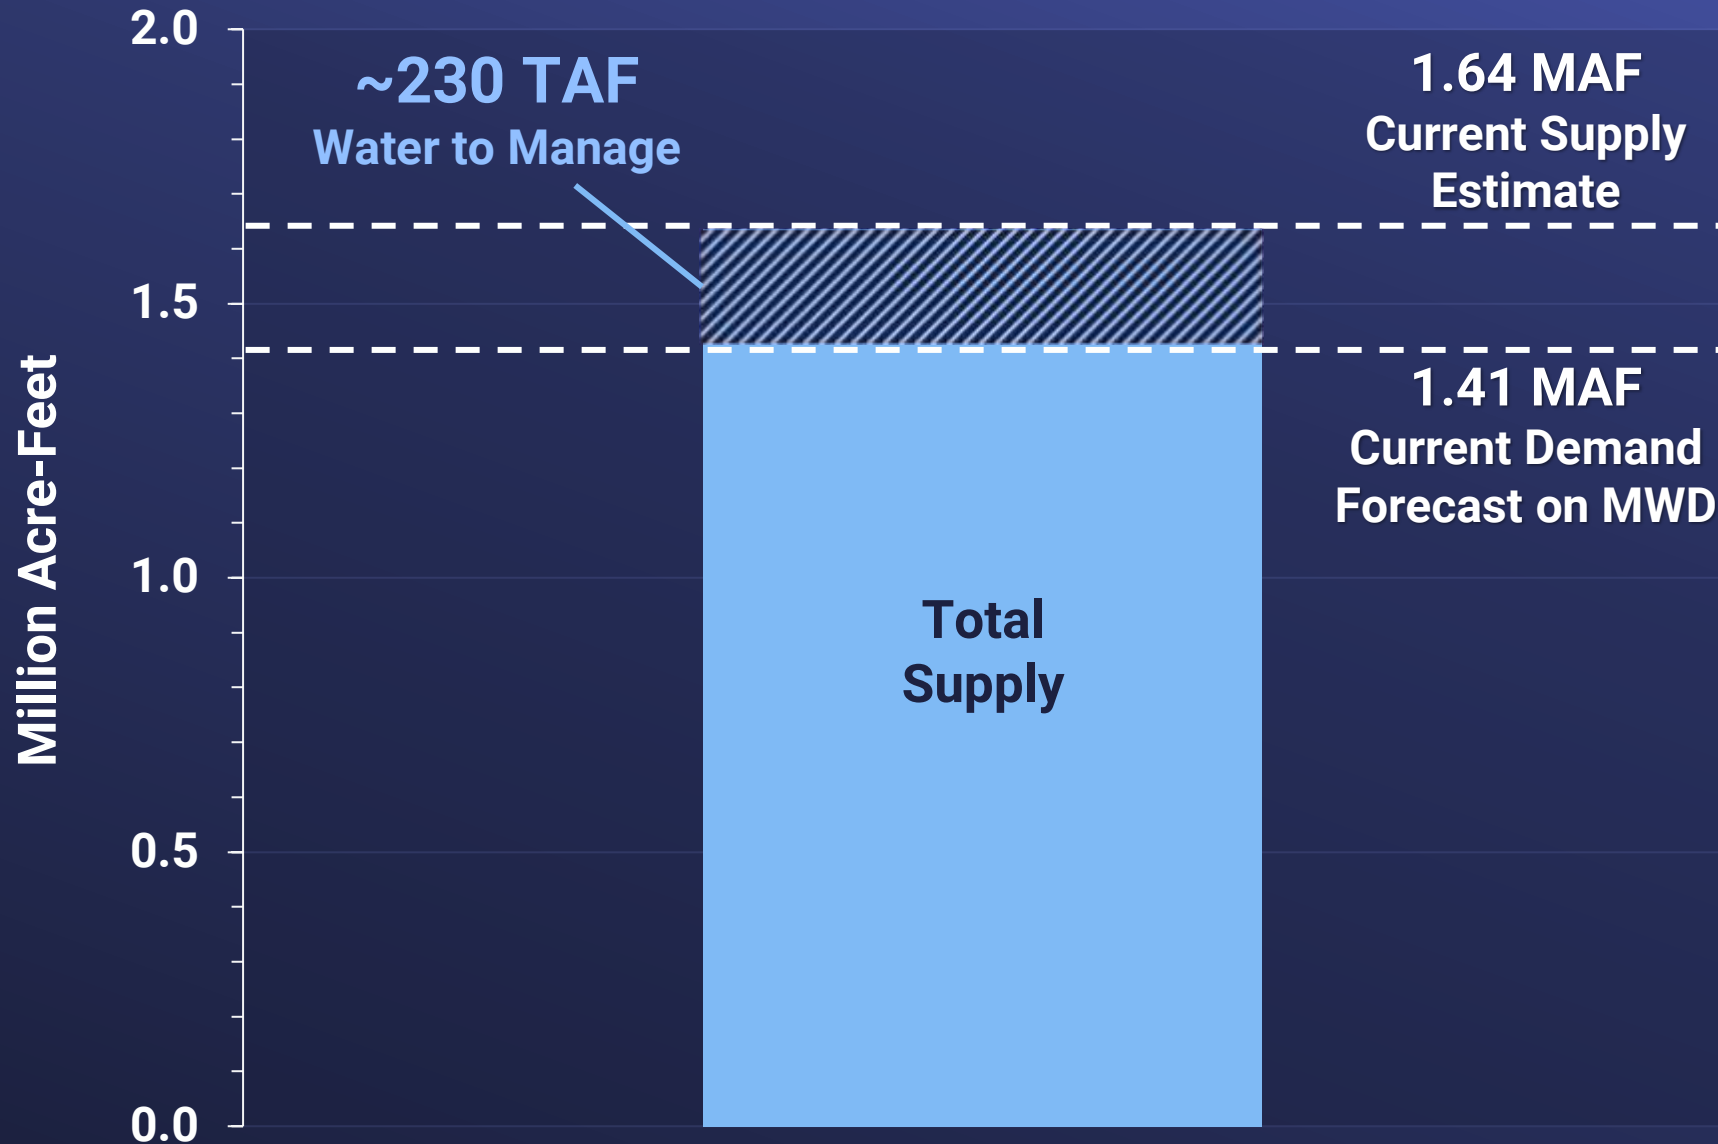 2.0
~230 TAF
Water to Manage
1.64 MAF
Current Supply
Estimate
1.5
1.41 MAF
Current Demand
Forecast on MWD
Million Acre-Feet
1.0
Total
Supply
0.5
0.0